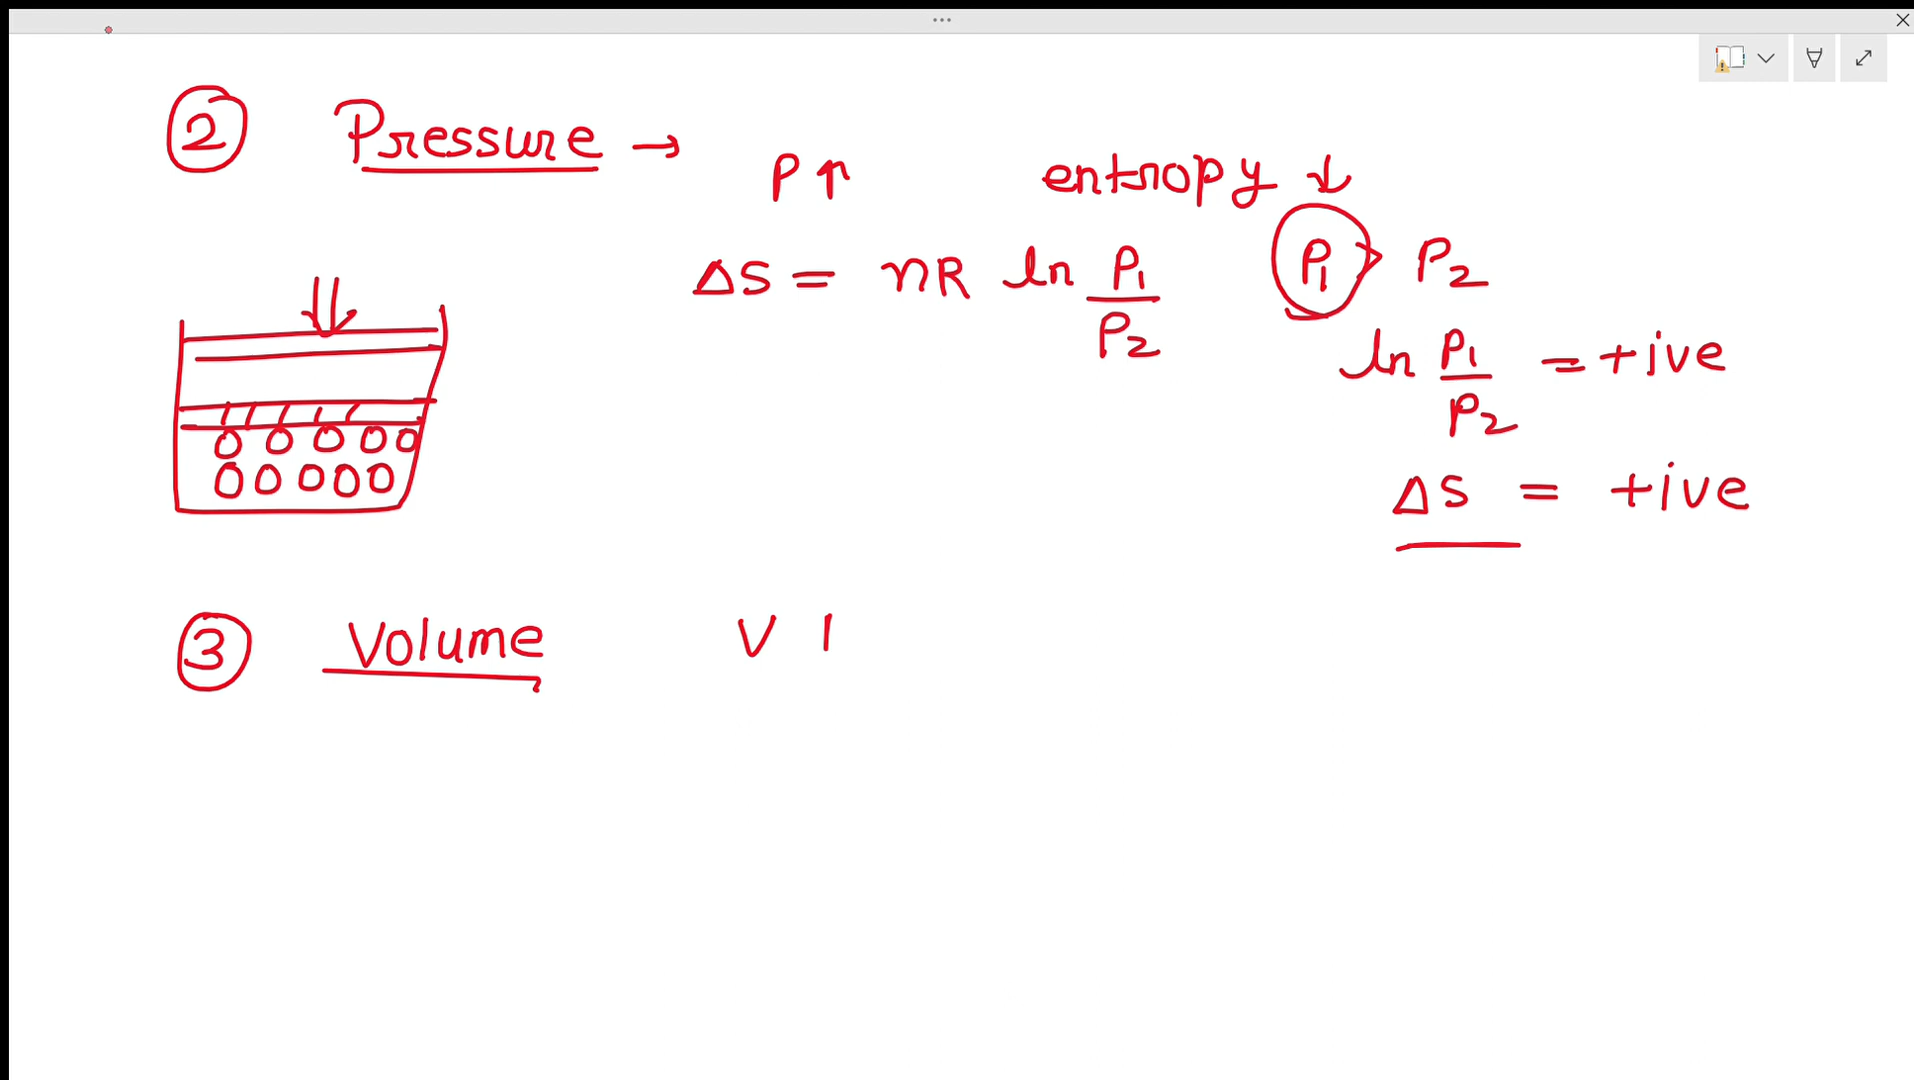 ② Pressure → P↑ entropy ↓
ΔS = nR ln P₁/P₂ P₁ > P₂
ln P₁/P₂ = +ive
ΔS = +ive
③ Volume V I